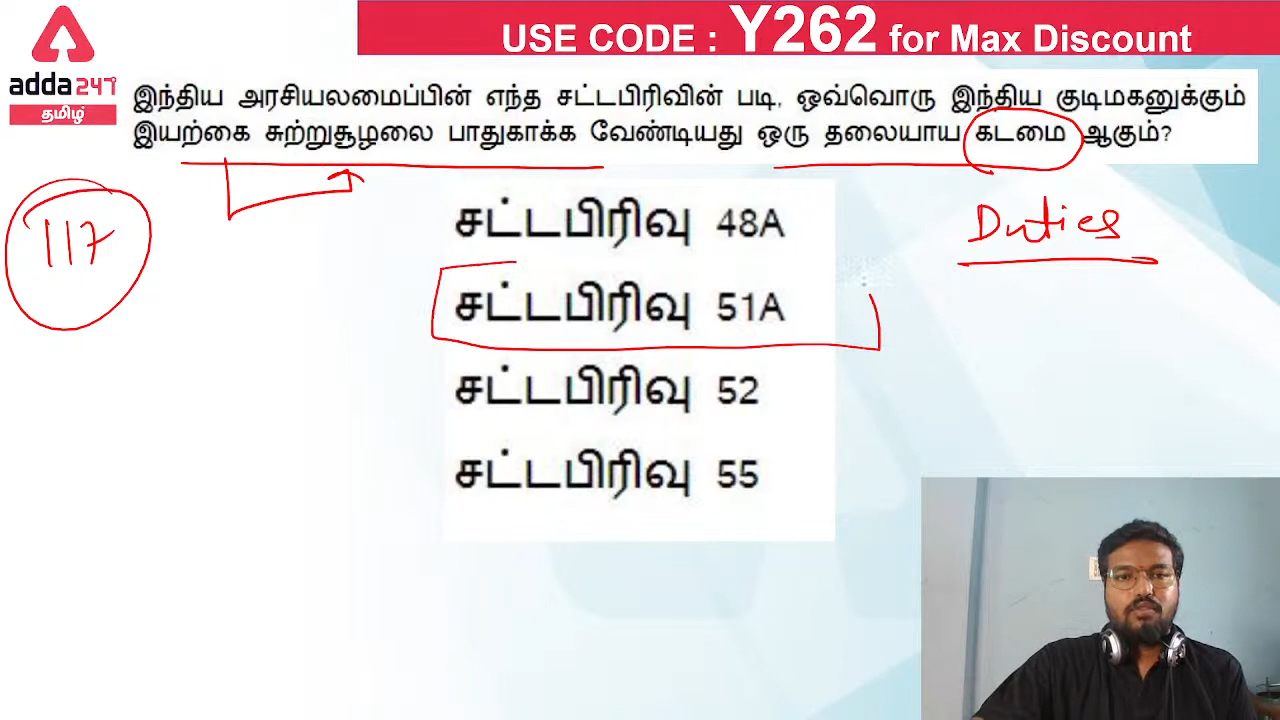 USE CODE : Y262 for Max Discount
adda247
தமிழ்
இந்திய அரசியலமைப்பின் எந்த சட்டபிரிவின் படி, ஒவ்வொரு இந்திய குடிமகனுக்கும்
இயற்கை சுற்றுசூழலை பாதுகாக்க வேண்டியது ஒரு தலையாய கடமை ஆகும்?
117
Duties
சட்டபிரிவு 48A
சட்டபிரிவு 51A
சட்டபிரிவு 52
சட்டபிரிவு 55